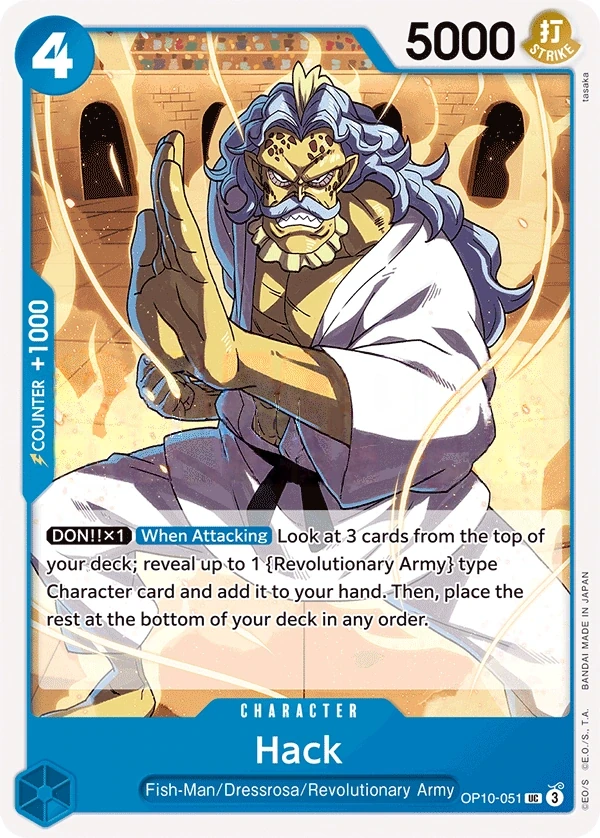 4
5000
打
STRIKE
tasaka
COUNTER +1000
DON!!×1 When Attacking Look at 3 cards from the top of
your deck; reveal up to 1 {Revolutionary Army} type
Character card and add it to your hand. Then, place the
rest at the bottom of your deck in any order.
CHARACTER
Hack
Fish-Man/Dressrosa/Revolutionary Army
OP10-051 UC 3
©EO/S ©E.O./S., T.A. BANDAI MADE IN JAPAN